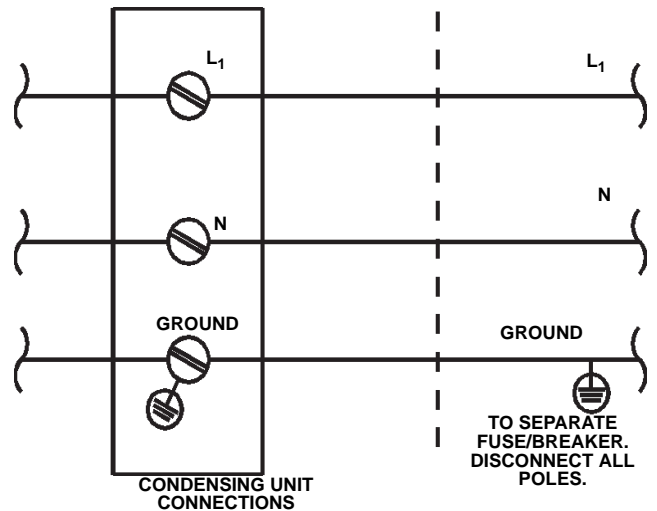 L1
L1
N
N
GROUND
GROUND
TO SEPARATE
FUSE/BREAKER.
DISCONNECT ALL
POLES.
CONDENSING UNIT
CONNECTIONS